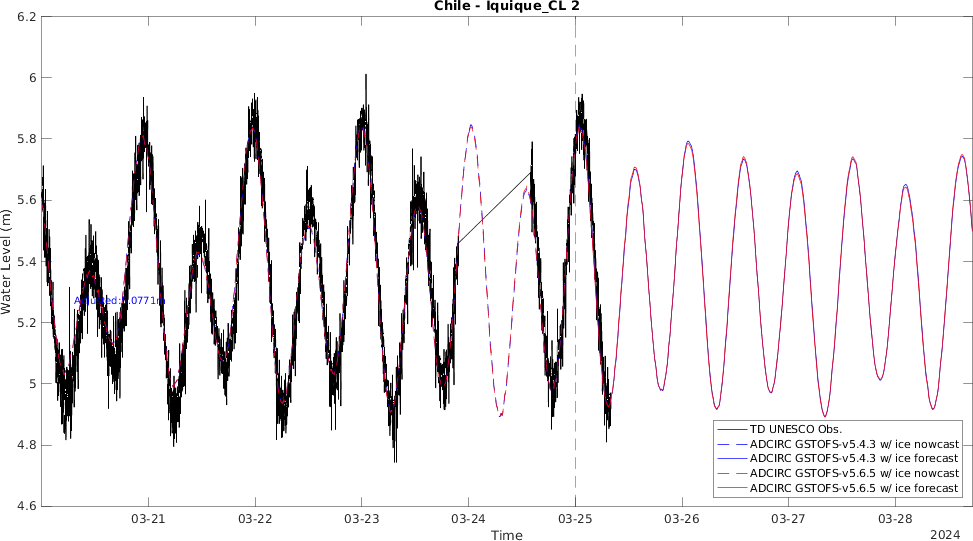 Chile - Iquique_CL 2
6.2
6
5.8
5.6
5.4
5.2
5
4.8
4.6
Water Level (m)
03-21
03-22
03-23
03-24
03-25
03-26
03-27
03-28
Time
2024
TD UNESCO Obs.
ADCIRC GSTOFS-v5.4.3 w/ ice nowcast
ADCIRC GSTOFS-v5.4.3 w/ ice forecast
ADCIRC GSTOFS-v5.6.5 w/ ice nowcast
ADCIRC GSTOFS-v5.6.5 w/ ice forecast